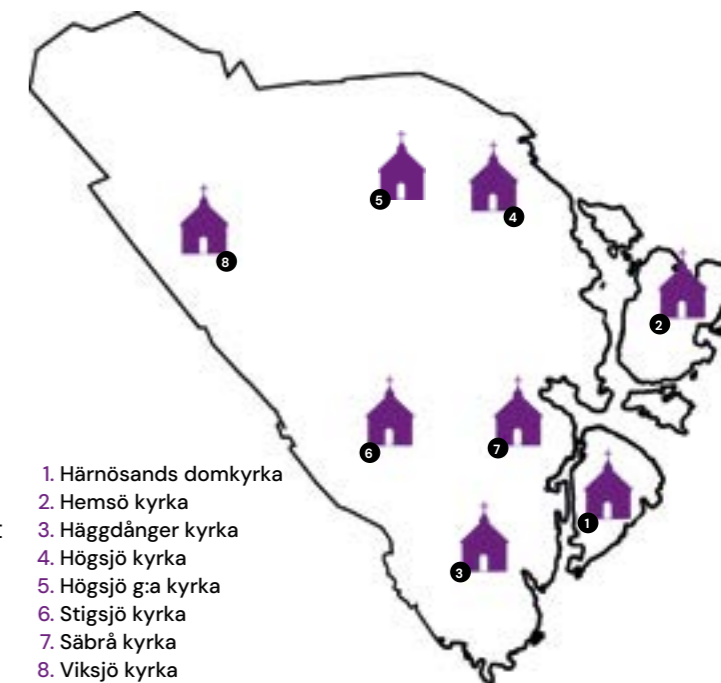 5
4
8
2
6
7
1
3
1. Härnösands domkyrka
2. Hemsö kyrka
3. Häggdånger kyrka
4. Högsjö kyrka
5. Högsjö g:a kyrka
6. Stigsjö kyrka
7. Säbrå kyrka
8. Viksjö kyrka